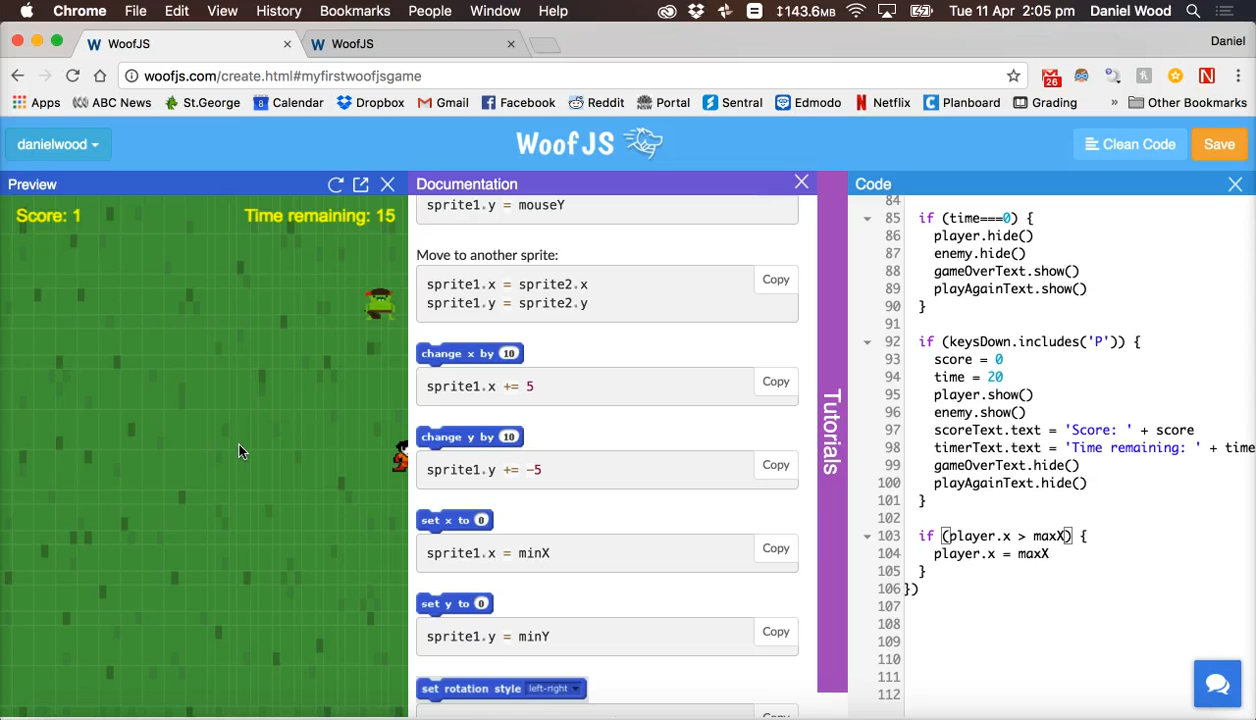 Chrome File Edit View History Bookmarks People Window Help 143.6MB Tue 11 Apr 2:05 pm Daniel Wood
W WoofJS W WoofJS Daniel
woofjs.com/create.html#myfirstwoofjsgame 26 N
Apps ABC News St.George 8 Calendar Dropbox Gmail Facebook Reddit Portal Sentral Edmodo Netflix Planboard Grading » Other Bookmarks
danielwood WoofJS Clean Code Save
Preview
Score: 1 Time remaining: 15
Documentation
sprite1.y = mouseY
Move to another sprite:
sprite1.x = sprite2.x
sprite1.y = sprite2.y
Copy
change x by 10
sprite1.x += 5
Copy
change y by 10
sprite1.y += -5
Copy
set x to 0
sprite1.x = minX
Copy
set y to 0
sprite1.y = minY
Copy
set rotation style left-right
Tutorials
Code
84
85 if (time===0) {
86 player.hide()
87 enemy.hide()
88 gameOverText.show()
89 playAgainText.show()
90 }
91
92 if (keysDown.includes('P')) {
93 score = 0
94 time = 20
95 player.show()
96 enemy.show()
97 scoreText.text = 'Score: ' + score
98 timerText.text = 'Time remaining: ' + time
99 gameOverText.hide()
100 playAgainText.hide()
101 }
102
103 if (player.x > maxX) {
104 player.x = maxX
105 }
106 })
107
108
109
110
111
112